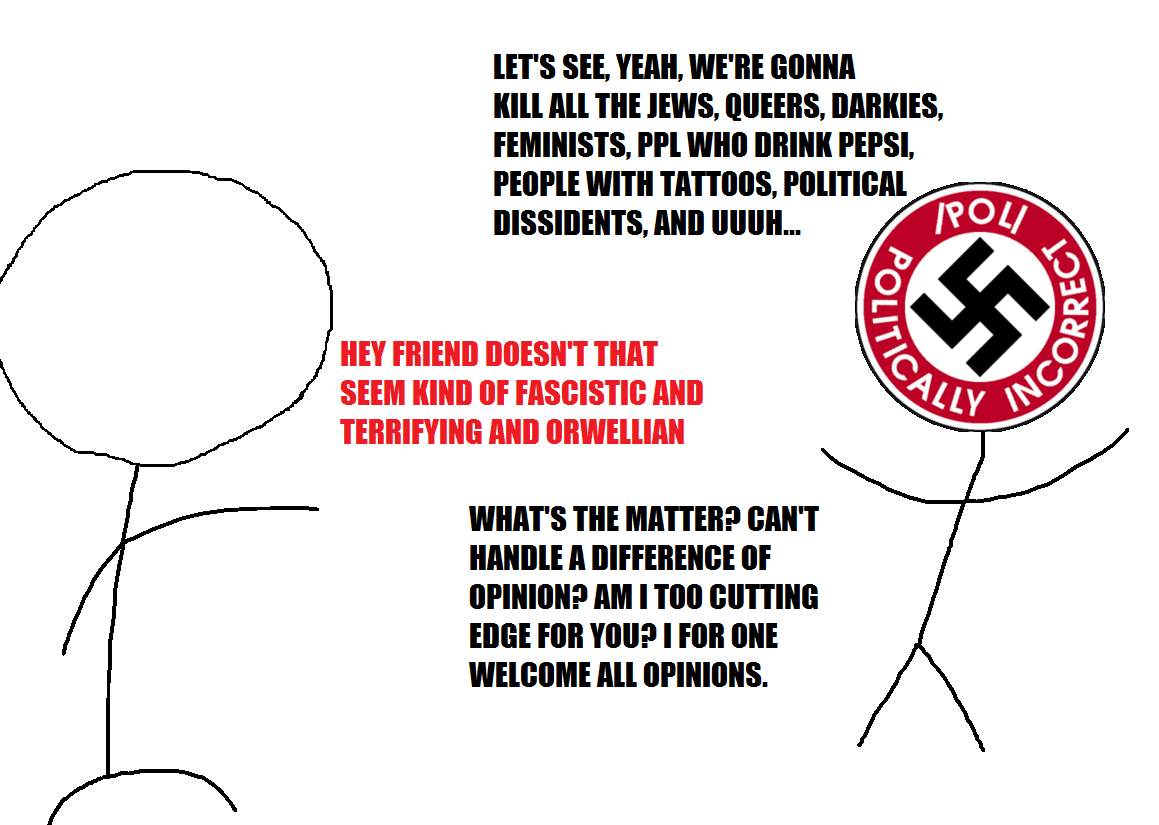 LET'S SEE, YEAH, WE'RE GONNA
KILL ALL THE JEWS, QUEERS, DARKIES,
FEMINISTS, PPL WHO DRINK PEPSI,
PEOPLE WITH TATTOOS, POLITICAL
DISSIDENTS, AND UUUH...
/POL/
POLITICALLY INCORRECT
HEY FRIEND DOESN'T THAT
SEEM KIND OF FASCISTIC AND
TERRIFYING AND ORWELLIAN
WHAT'S THE MATTER? CAN'T
HANDLE A DIFFERENCE OF
OPINION? AM I TOO CUTTING
EDGE FOR YOU? I FOR ONE
WELCOME ALL OPINIONS.